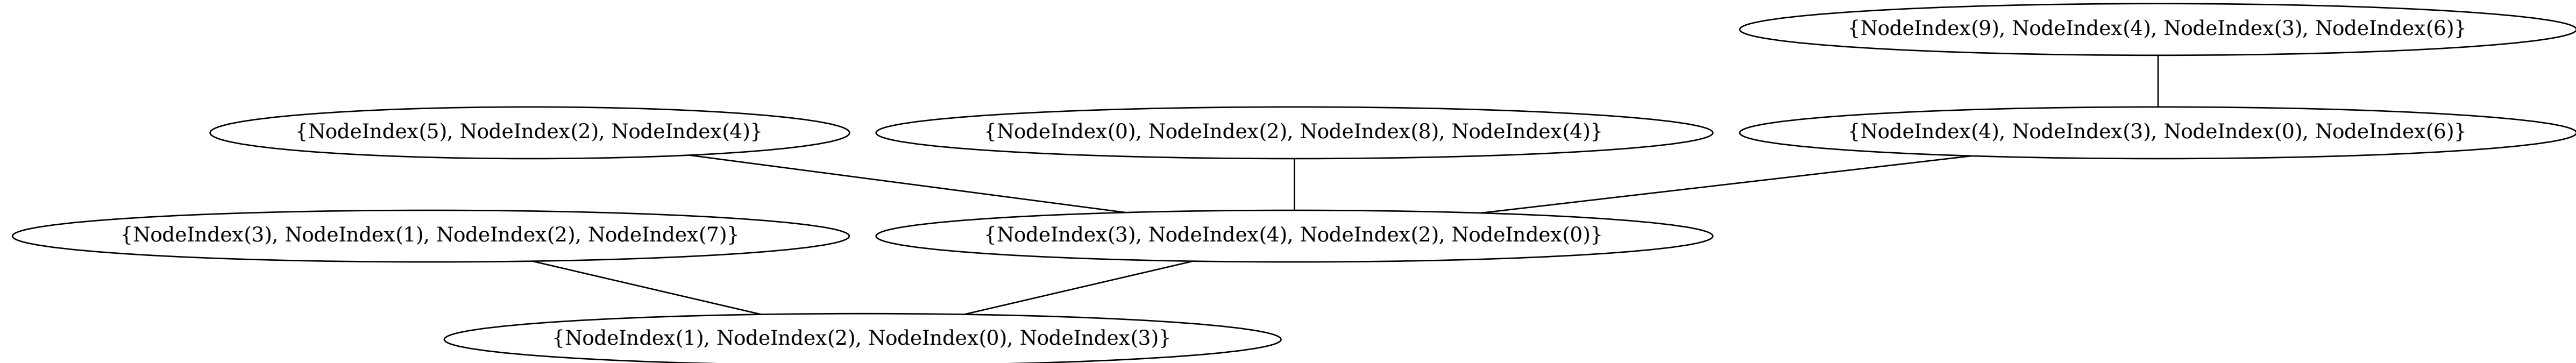 {NodeIndex(9), NodeIndex(4), NodeIndex(3), NodeIndex(6)}
{NodeIndex(5), NodeIndex(2), NodeIndex(4)}
{NodeIndex(0), NodeIndex(2), NodeIndex(8), NodeIndex(4)}
{NodeIndex(4), NodeIndex(3), NodeIndex(0), NodeIndex(6)}
{NodeIndex(3), NodeIndex(1), NodeIndex(2), NodeIndex(7)}
{NodeIndex(3), NodeIndex(4), NodeIndex(2), NodeIndex(0)}
{NodeIndex(1), NodeIndex(2), NodeIndex(0), NodeIndex(3)}